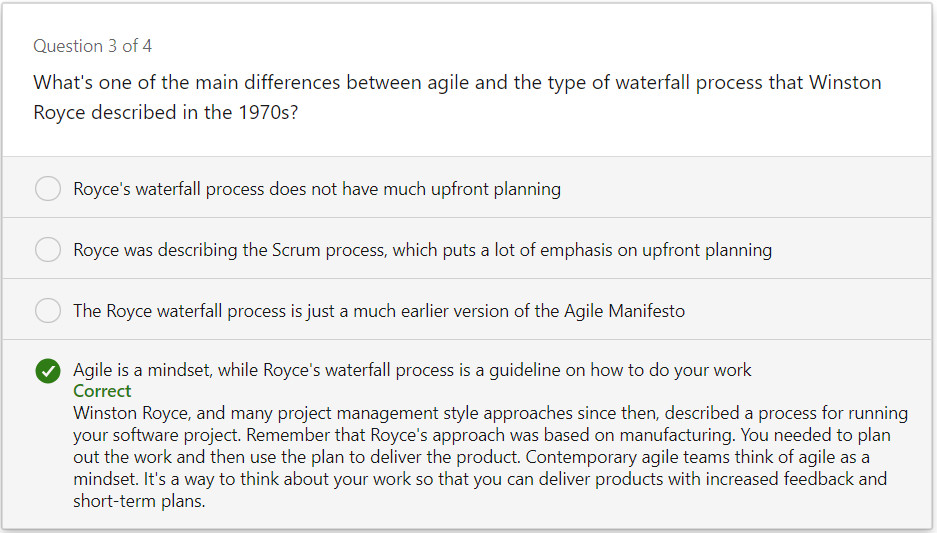 Question 3 of 4
What's one of the main differences between agile and the type of waterfall process that Winston
Royce described in the 1970s?
Royce's waterfall process does not have much upfront planning
Royce was describing the Scrum process, which puts a lot of emphasis on upfront planning
The Royce waterfall process is just a much earlier version of the Agile Manifesto
Agile is a mindset, while Royce's waterfall process is a guideline on how to do your work
Correct
Winston Royce, and many project management style approaches since then, described a process for running
your software project. Remember that Royce's approach was based on manufacturing. You needed to plan
out the work and then use the plan to deliver the product. Contemporary agile teams think of agile as a
mindset. It's a way to think about your work so that you can deliver products with increased feedback and
short-term plans.